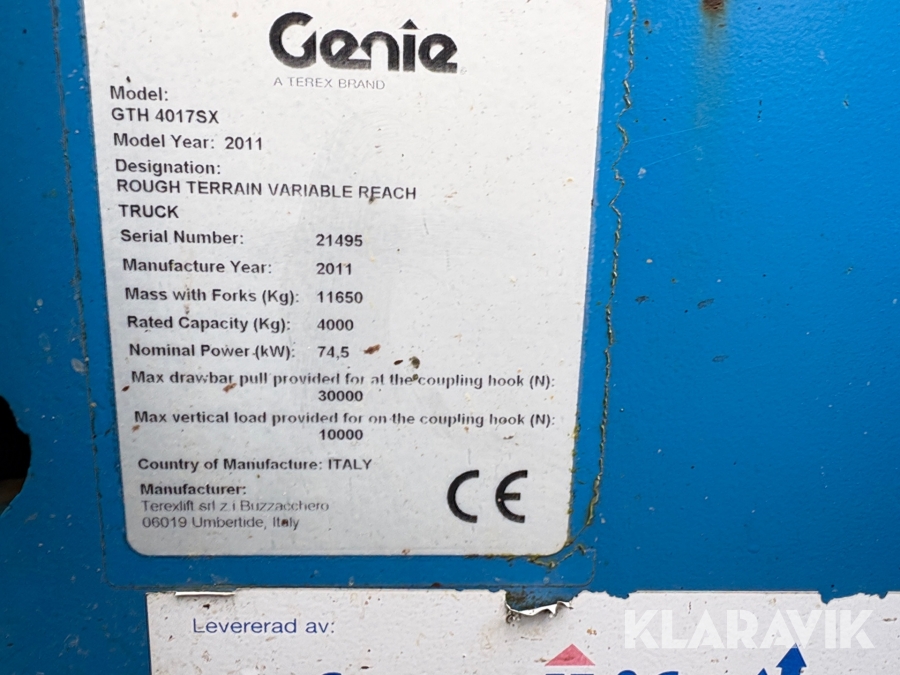 Genie
A TEREX BRAND
Model:
GTH 4017SX
Model Year: 2011
Designation:
ROUGH TERRAIN VARIABLE REACH
TRUCK
Serial Number: 21495
Manufacture Year: 2011
Mass with Forks (Kg): 11650
Rated Capacity (Kg): 4000
Nominal Power (kW): 74,5
Max drawbar pull provided for at the coupling hook (N):
30000
Max vertical load provided for on the coupling hook (N):
10000
Country of Manufacture: ITALY
Manufacturer:
Terexlift srl z.i Buzzacchero
06019 Umbertide, Italy
CE
Levererad av:
KLARAVIK